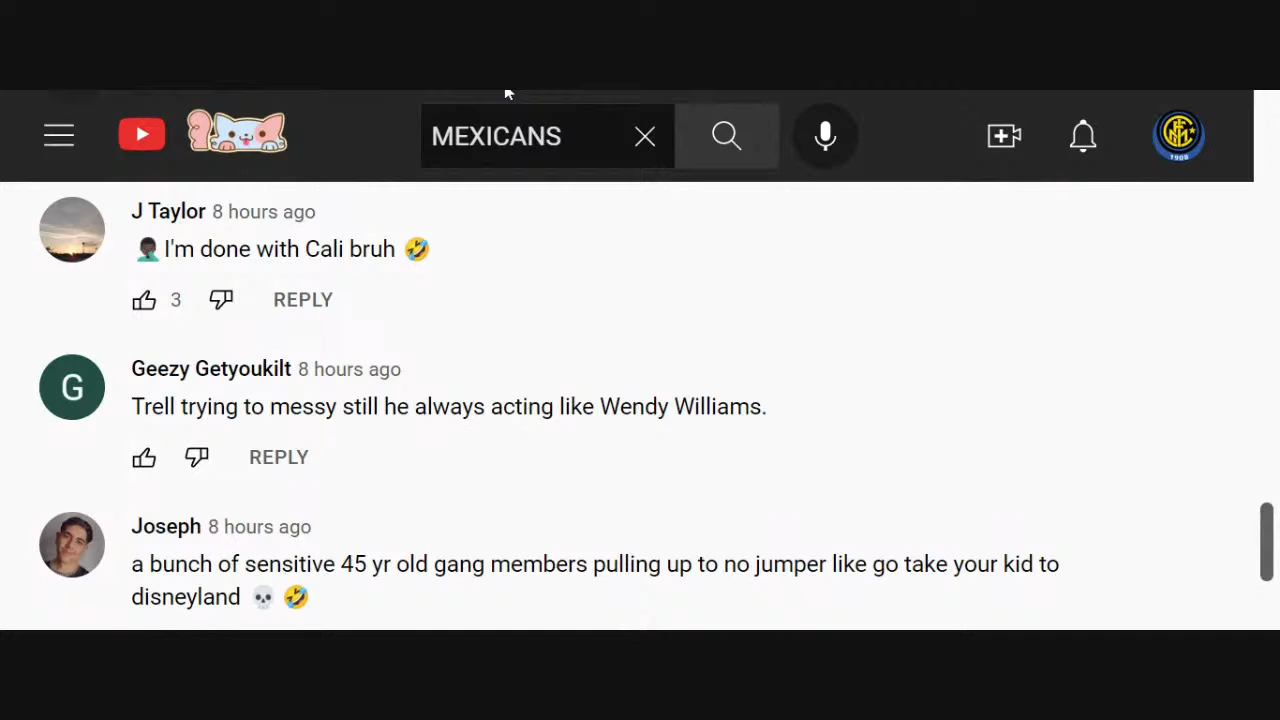 MEXICANS
J Taylor 8 hours ago
🤦🏿‍♂️I'm done with Cali bruh 🤣
3 REPLY
Geezy Getyoukilt 8 hours ago
Trell trying to messy still he always acting like Wendy Williams.
REPLY
Joseph 8 hours ago
a bunch of sensitive 45 yr old gang members pulling up to no jumper like go take your kid to
disneyland 💀 🤣
1908